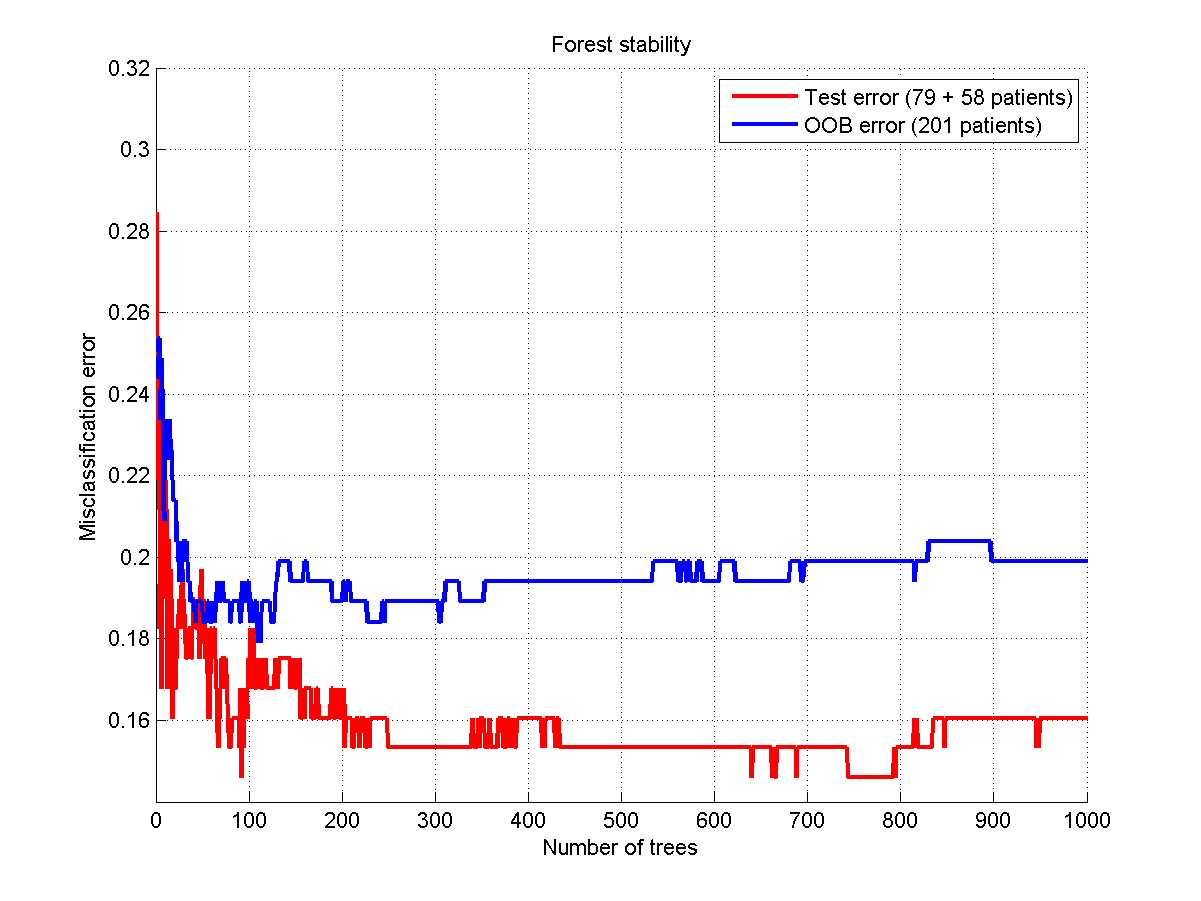 Forest stability
0.32
0.3
0.28
0.26
0.24
0.22
0.2
0.18
0.16
Misclassification error
Test error (79 + 58 patients)
OOB error (201 patients)
0 100 200 300 400 500 600 700 800 900 1000
Number of trees